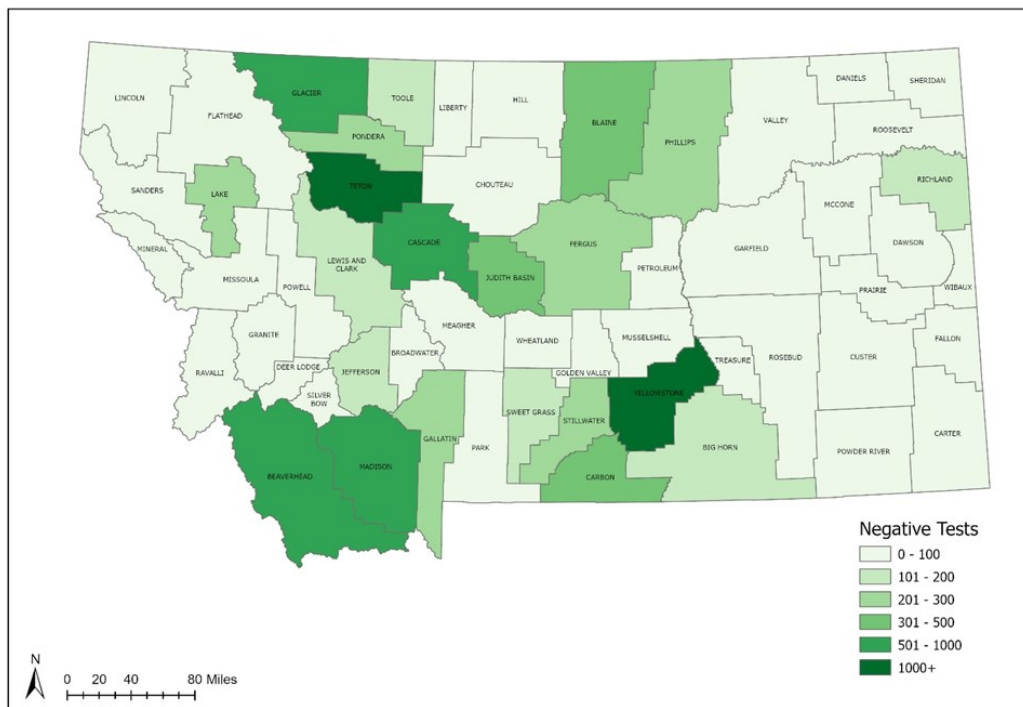 LINCOLN
FLATHEAD
GLACIER
TOOLE
LIBERTY
HILL
BLAINE
PHILLIPS
VALLEY
DANIELS
SHERIDAN
ROOSEVELT
PONDERA
SANDERS
LAKE
TETON
CHOUTEAU
RICHLAND
MCCONE
DAWSON
MINERAL
MISSOULA
POWELL
LEWIS AND
CLARK
CASCADE
JUDITH BASIN
FERGUS
PETROLEUM
GARFIELD
PRAIRIE
WIBAUX
RAVALLI
GRANITE
DEER LODGE
SILVER
BOW
JEFFERSON
BROADWATER
MEAGHER
WHEATLAND
GOLDEN VALLEY
MUSSELSHELL
TREASURE
ROSEBUD
CUSTER
FALLON
YELLOWSTONE
SWEET GRASS
STILLWATER
BEAVERHEAD
MADISON
GALLATIN
PARK
CARBON
BIG HORN
POWDER RIVER
CARTER
Negative Tests
0 - 100
101 - 200
201 - 300
301 - 500
501 - 1000
1000+
N
0 20 40 80 Miles